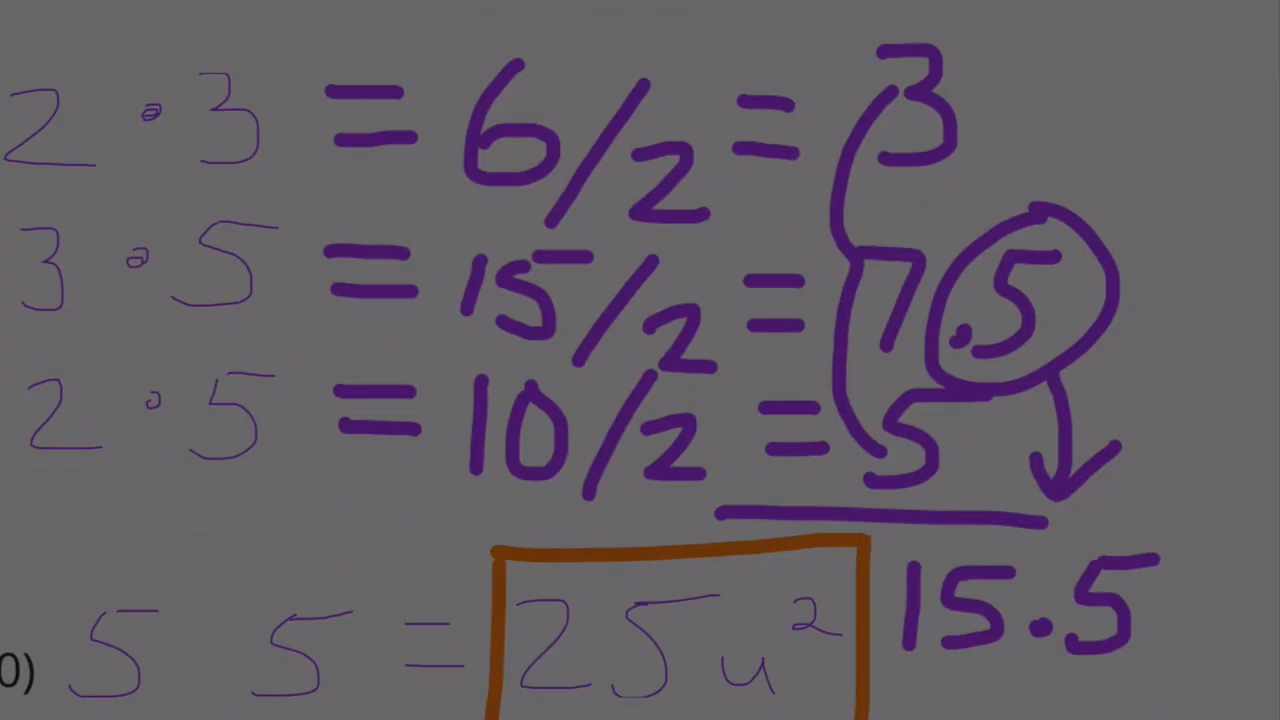 2 · 3 = 6/2 = 3
3 · 5 = 15/2 = 7.5
2 · 5 = 10/2 = 5
15.5
0) 5 5 = 25u²